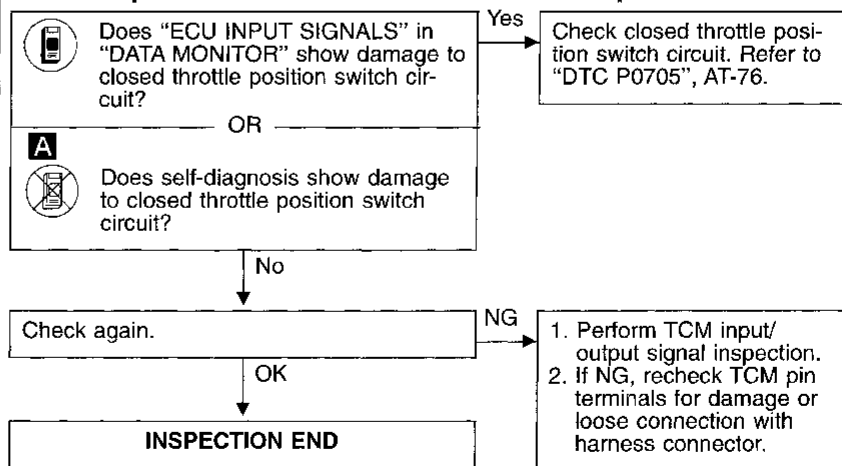 Does “ECU INPUT SIGNALS” in
“DATA MONITOR” show damage to
closed throttle position switch cir-
cuit?
Yes
Check closed throttle posi-
tion switch circuit. Refer to
“DTC P0705”, AT-76.
OR
A
Does self-diagnosis show damage
to closed throttle position switch
circuit?
No
Check again.
NG
1. Perform TCM input/
output signal inspection.
2. If NG, recheck TCM pin
terminals for damage or
loose connection with
harness connector.
OK
INSPECTION END